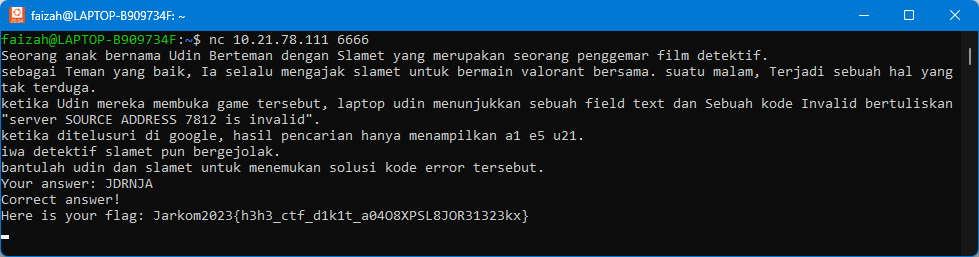 faizah@LAPTOP-B909734F: ~
faizah@LAPTOP-B909734F:~$ nc 10.21.78.111 6666
Seorang anak bernama Udin Berteman dengan Slamet yang merupakan seorang penggemar film detektif.
sebagai Teman yang baik, Ia selalu mengajak slamet untuk bermain valorant bersama. suatu malam, Terjadi sebuah hal yang
tak terduga.
ketika Udin mereka membuka game tersebut, laptop udin menunjukkan sebuah field text dan Sebuah kode Invalid bertuliskan
"server SOURCE ADDRESS 7812 is invalid".
ketika ditelusuri di google, hasil pencarian hanya menampilkan a1 e5 u21.
iwa detektif slamet pun bergejolak.
bantulah udin dan slamet untuk menemukan solusi kode error tersebut.
Your answer: JDRNJA
Correct answer!
Here is your flag: Jarkom2023{h3h3_ctf_d1k1t_a04O8XPSL8JOR31323kx}